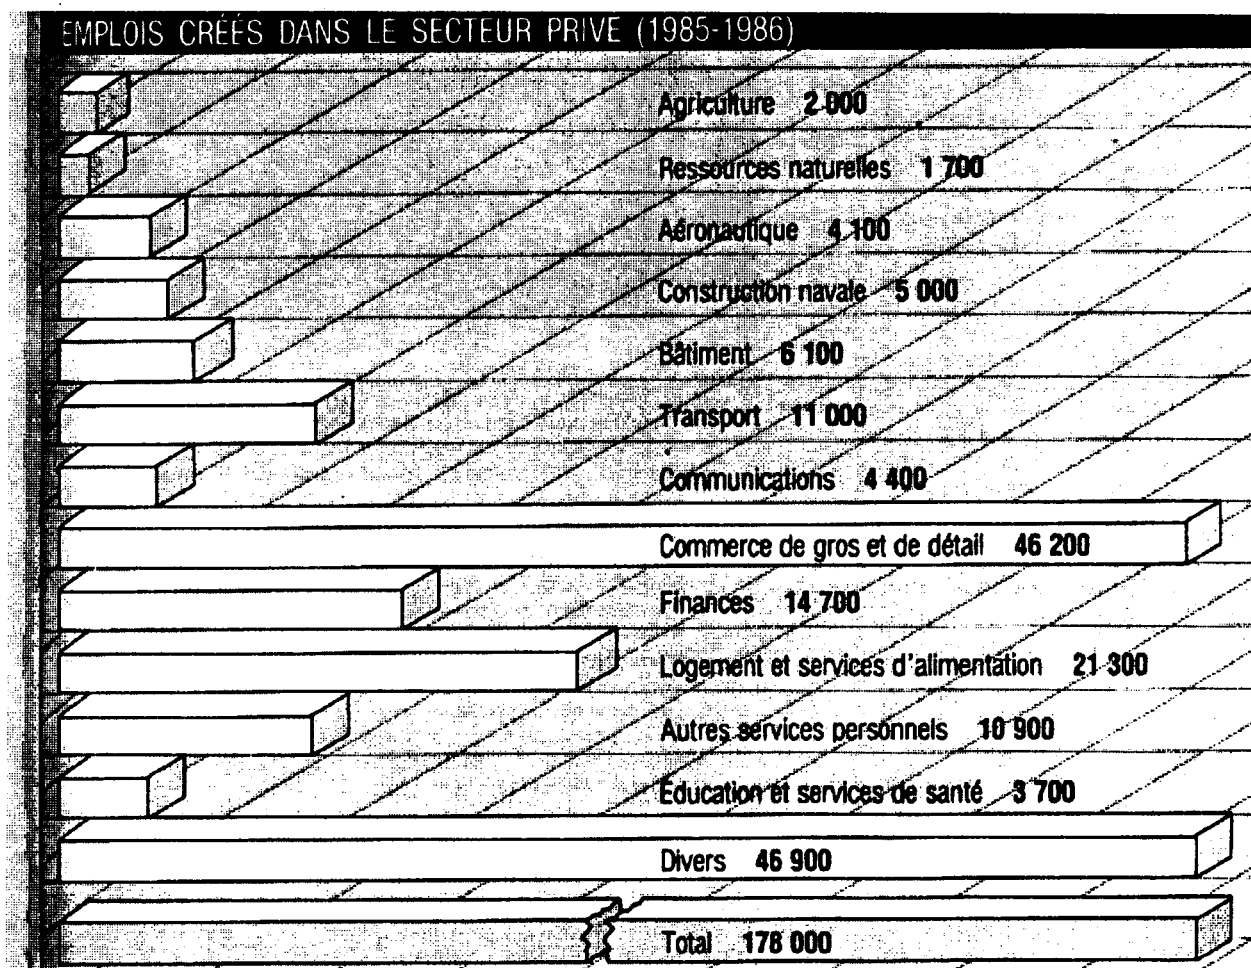 EMPLOIS CRÉÉS DANS LE SECTEUR PRIVE (1985-1986)
Agriculture 2 000
Ressources naturelles 1 700
Aéronautique 4 100
Construction navale 5 000
Bâtiment 6 100
Transport 11 000
Communications 4 400
Commerce de gros et de détail 46 200
Finances 14 700
Logement et services d'alimentation 21 300
Autres services personnels 10 900
Education et services de santé 3 700
Divers 46 900
Total 178 000